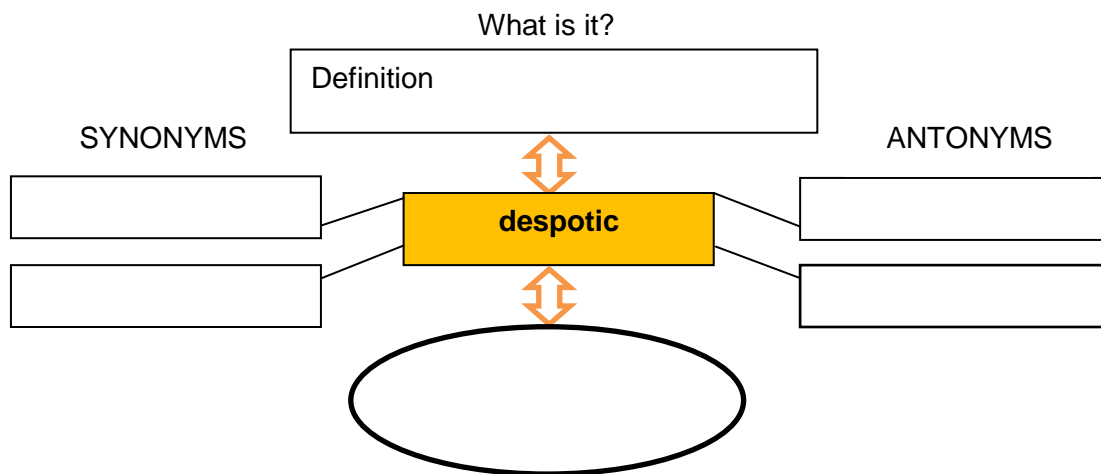 What is it?
Definition
SYNONYMS
ANTONYMS
despotic